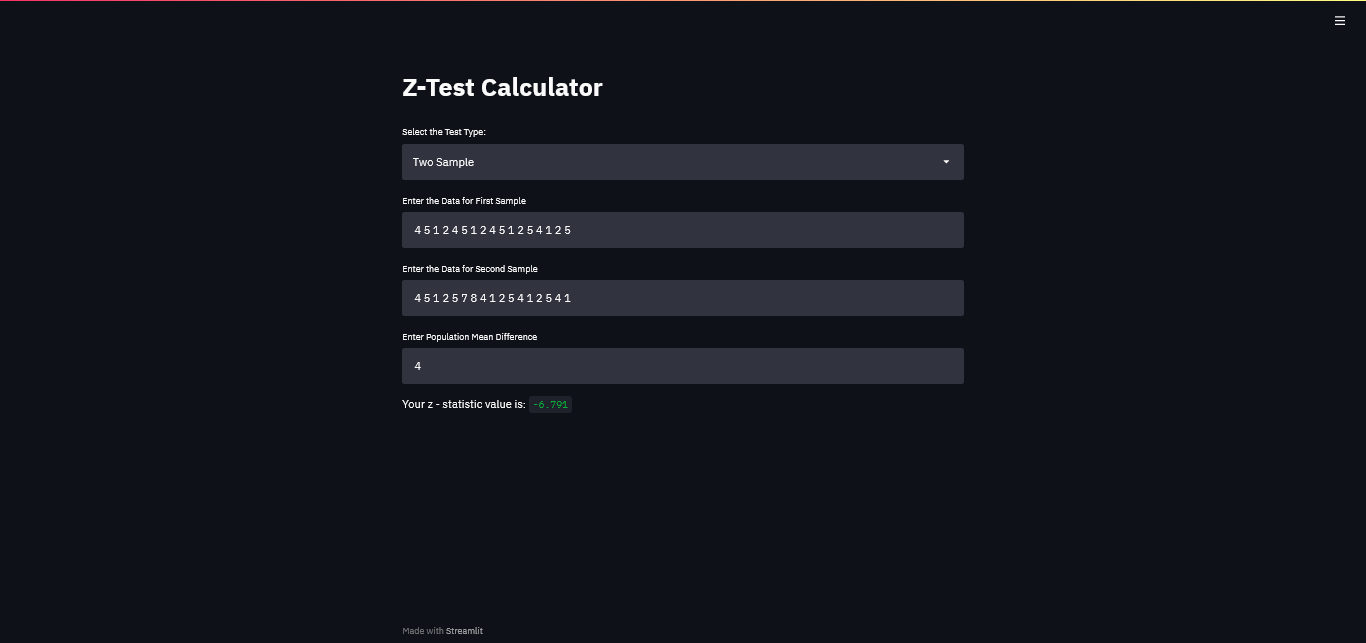 Z-Test Calculator
Select the Test Type:
Two Sample
Enter the Data for First Sample
4 5 1 2 4 5 1 2 4 5 1 2 5 4 1 2 5
Enter the Data for Second Sample
4 5 1 2 5 7 8 4 1 2 5 4 1 2 5 4 1
Enter Population Mean Difference
4
Your z - statistic value is: -6.791
Made with Streamlit